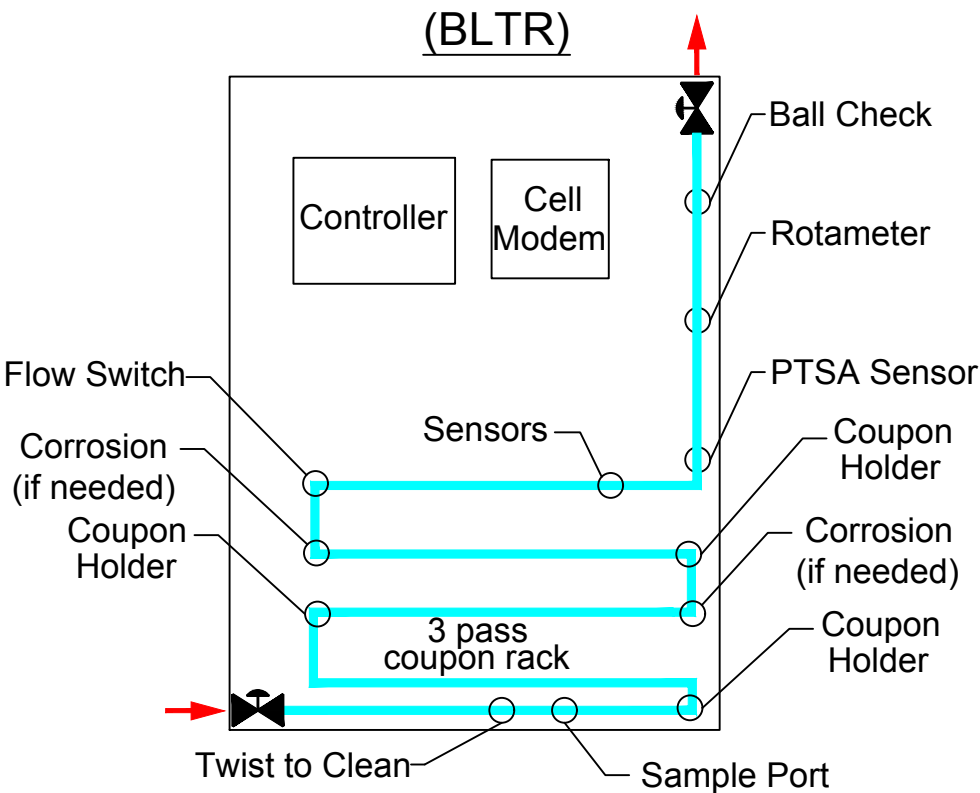 (BLTR)
Ball Check
Controller
Cell
Modem
Rotameter
Flow Switch
PTSA Sensor
Sensors
Corrosion
(if needed)
Coupon
Holder
Coupon
Holder
Corrosion
(if needed)
3 pass
coupon rack
Coupon
Holder
Twist to Clean
Sample Port